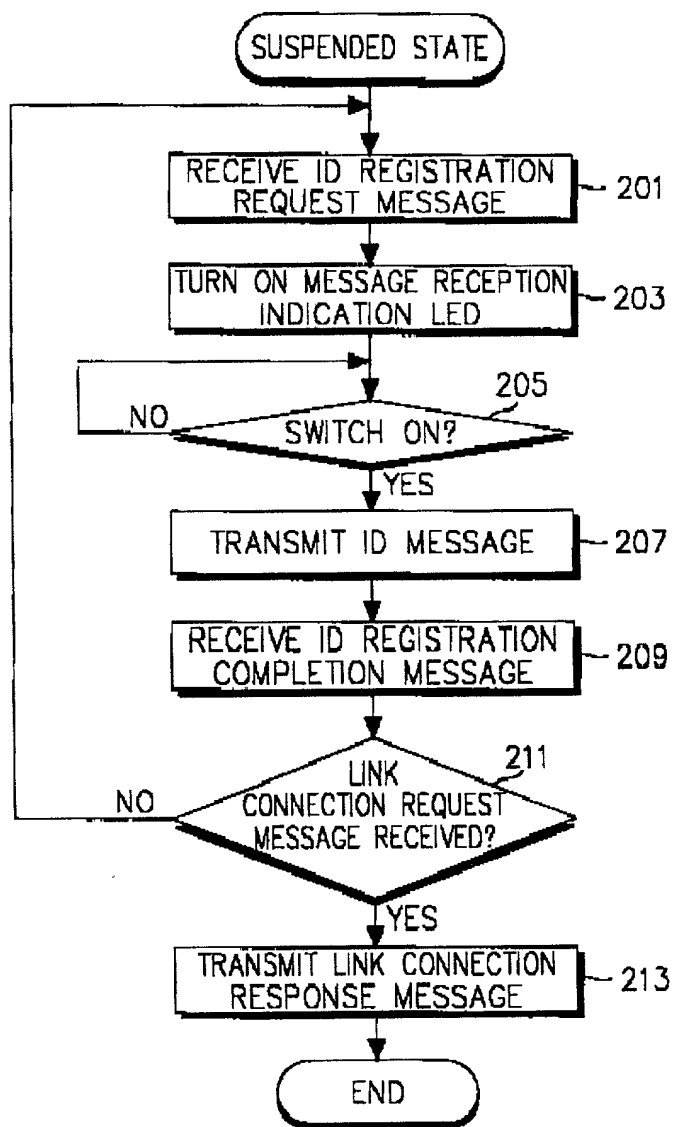 SUSPENDED STATE
RECEIVE ID REGISTRATION
REQUEST MESSAGE
201
TURN ON MESSAGE RECEPTION
INDICATION LED
203
205
NO
SWITCH ON?
YES
TRANSMIT ID MESSAGE
207
RECEIVE ID REGISTRATION
COMPLETION MESSAGE
209
211
LINK
NO
CONNECTION REQUEST
MESSAGE RECEIVED?
YES
TRANSMIT LINK CONNECTION
RESPONSE MESSAGE
213
END